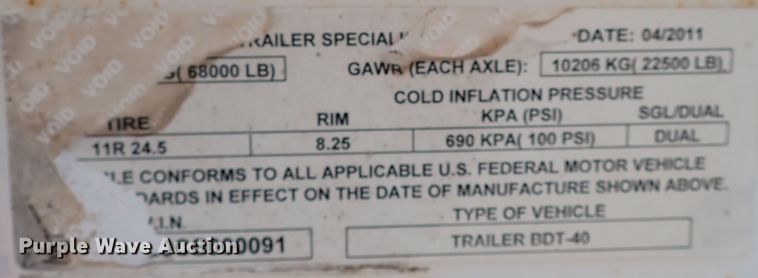 VOID VOID VOID VOID
TRAILER SPECIAL DATE: 04/2011
G( 68000 LB) GAWR (EACH AXLE): 10206 KG( 22500 LB)
COLD INFLATION PRESSURE
TIRE RIM KPA (PSI) SGL/DUAL
11R 24.5 8.25 690 KPA( 100 PSI) DUAL
LE CONFORMS TO ALL APPLICABLE U.S. FEDERAL MOTOR VEHICLE
DARDS IN EFFECT ON THE DATE OF MANUFACTURE SHOWN ABOVE.
V.I.N. TYPE OF VEHICLE
0091 TRAILER BDT-40
Purple Wave Auction